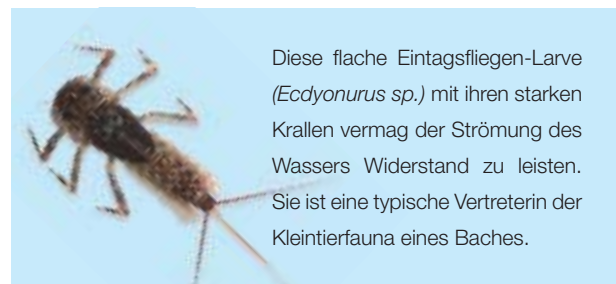 Diese flache Eintagsfliegen-Larve
(Ecdyonurus sp.) mit ihren starken
Krallen vermag der Strömung des
Wassers Widerstand zu leisten.
Sie ist eine typische Vertreterin der
Kleintierfauna eines Baches.